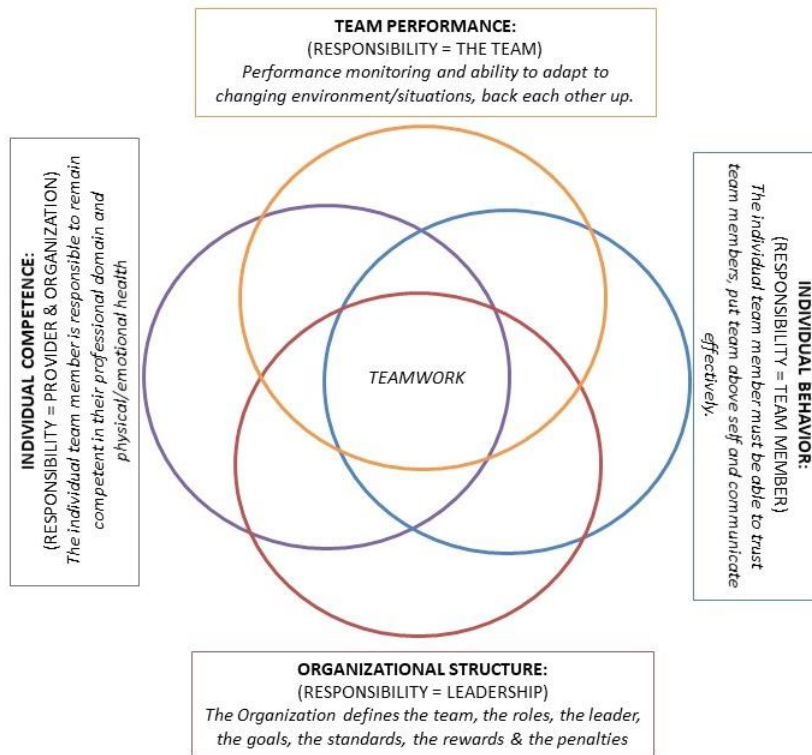 TEAM PERFORMANCE:
(RESPONSIBILITY = THE TEAM)
Performance monitoring and ability to adapt to
changing environment/situations, back each other up.
INDIVIDUAL COMPETENCE:
(RESPONSIBILITY = PROVIDER & ORGANIZATION)
The individual team member is responsible to remain
competent in their professional domain and
physical/emotional health
TEAMWORK
INDIVIDUAL BEHAVIOR:
(RESPONSIBILITY = TEAM MEMBER)
The individual team member must be able to trust
team members, put team above self and communicate
effectively.
ORGANIZATIONAL STRUCTURE:
(RESPONSIBILITY = LEADERSHIP)
The Organization defines the team, the roles, the leader,
the goals, the standards, the rewards & the penalties